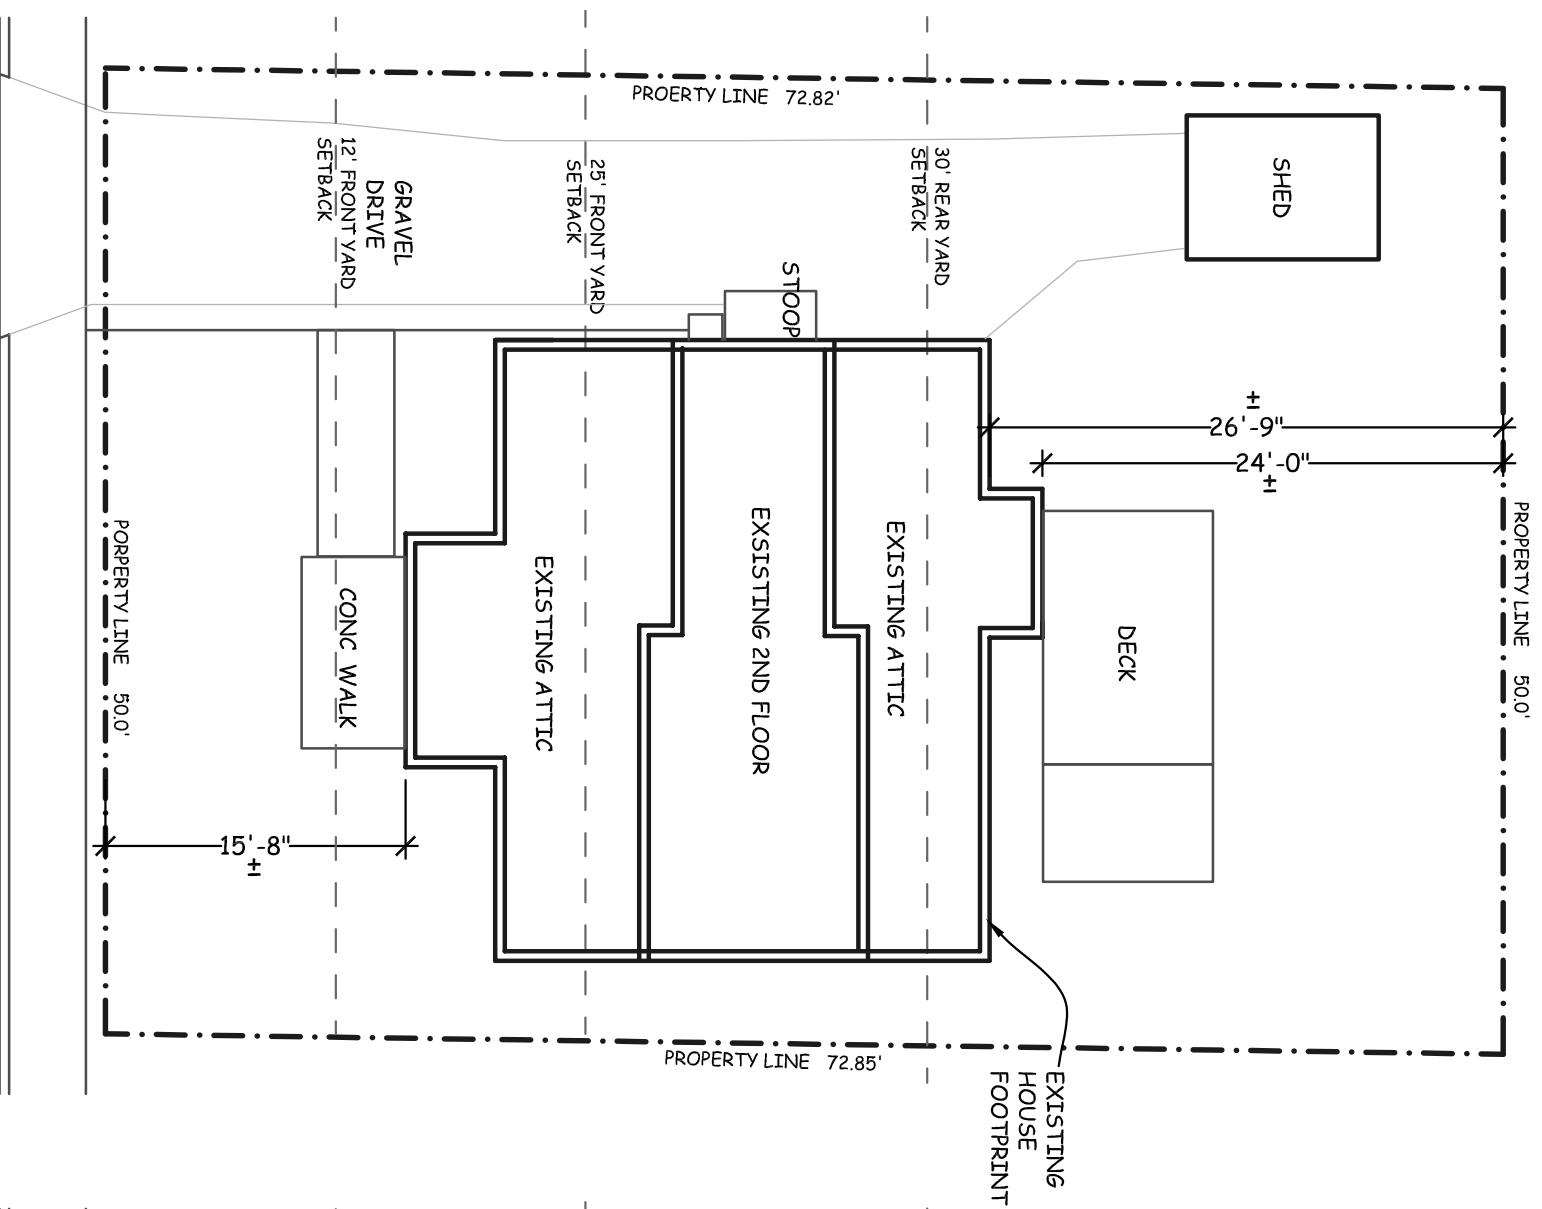 PROERTY LINE 72.82'
12' FRONT YARD
SETBACK
GRAVEL
DRIVE
25' FRONT YARD
SETBACK
30' REAR YARD
SETBACK
SHED
STOOP
±
26'-9"
24'-0"
±
PORPERTY LINE 50.0'
CONC WALK
EXISTING ATTIC
EXSISTING 2ND FLOOR
EXISTING ATTIC
DECK
PROPERTY LINE 50.0'
15'-8"
±
PROPERTY LINE 72.85'
EXISTING
HOUSE
FOOTPRINT